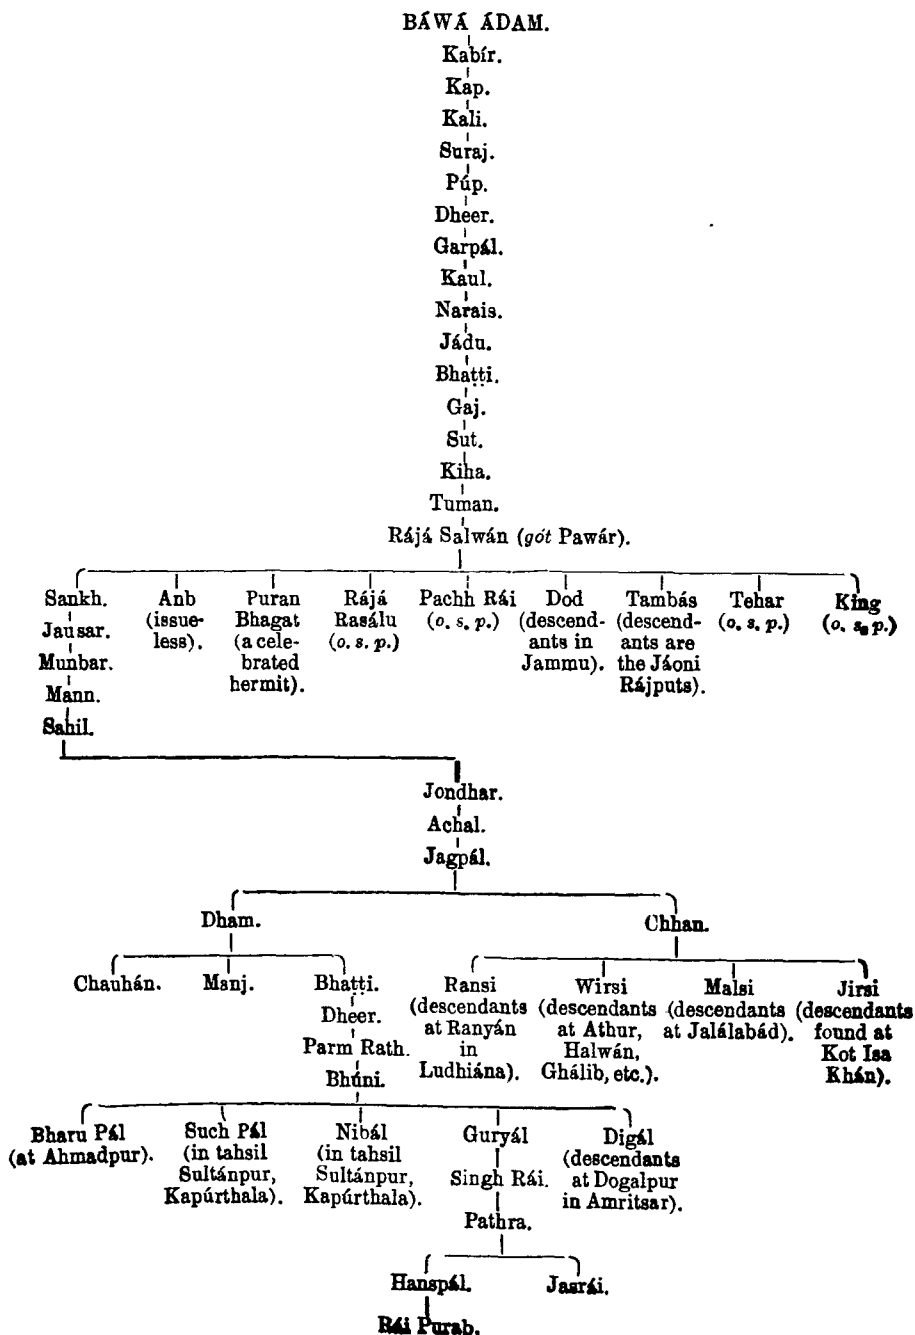 BÁWÁ ÁDAM.
Kabír.
Kap.
Kali.
Suraj.
Púp.
Dheer.
Garpál.
Kaul.
Narais.
Jádu.
Bhaṭṭi.
Gaj.
Sut.
Kiha.
Tuman.
Rájá Salwán (gót Pawár).
Sankh.
Jausar.
Munbar.
Mann.
Sahil.
Anb
(issue-
less).
Puran
Bhagat
(a cele-
brated
hermit).
Rájá
Rasálu
(o. s. p.)
Pachh Rái
(o. s. p.)
Dod
(descend-
ants in
Jammu).
Tambás
(descend-
ants are
the Jáoni
Rájputs).
Tehar
(o. s. p.)
King
(o. s. p.)
Jondhar.
Achal.
Jagpál.
Dham.
Chhan.
Chauhán.
Manj.
Bhaṭṭi.
Dheer.
Parm Rath.
Bhúni.
Ransi
(descendants
at Ranyán
in
Ludhiána).
Wirsi
(descendants
at Athur,
Halwán,
Ghálib, etc.).
Malsi
(descendants
at Jalálabád).
Jirsi
(descendants
found at
Kot Isa
Khán).
Bharu Pál
(at Ahmadpur).
Such Pál
(in tahsil
Sultánpur,
Kapúrthala).
Nibál
(in tahsil
Sultánpur,
Kapúrthala).
Guryál
Singh Rái.
Pathra.
Digál
(descendants
at Dogalpur
in Amritsar).
Hanspál.
Jasrái.
Rái Purab.